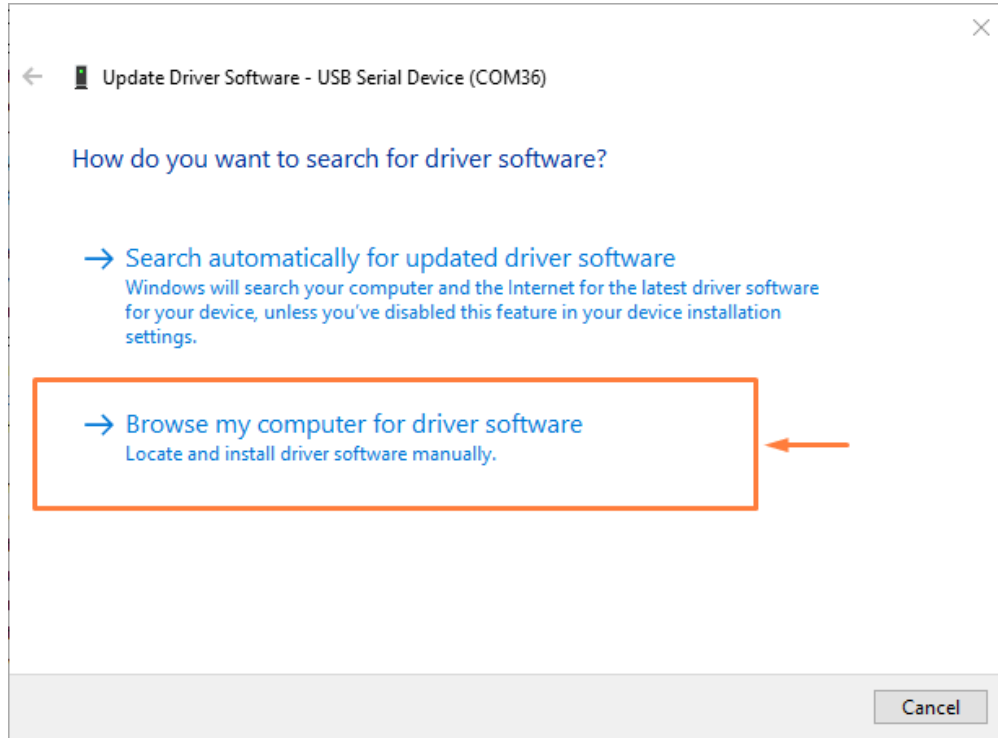 Update Driver Software - USB Serial Device (COM36)
How do you want to search for driver software?
Search automatically for updated driver software
Windows will search your computer and the Internet for the latest driver software
for your device, unless you've disabled this feature in your device installation
settings.
Browse my computer for driver software
Locate and install driver software manually.
Cancel